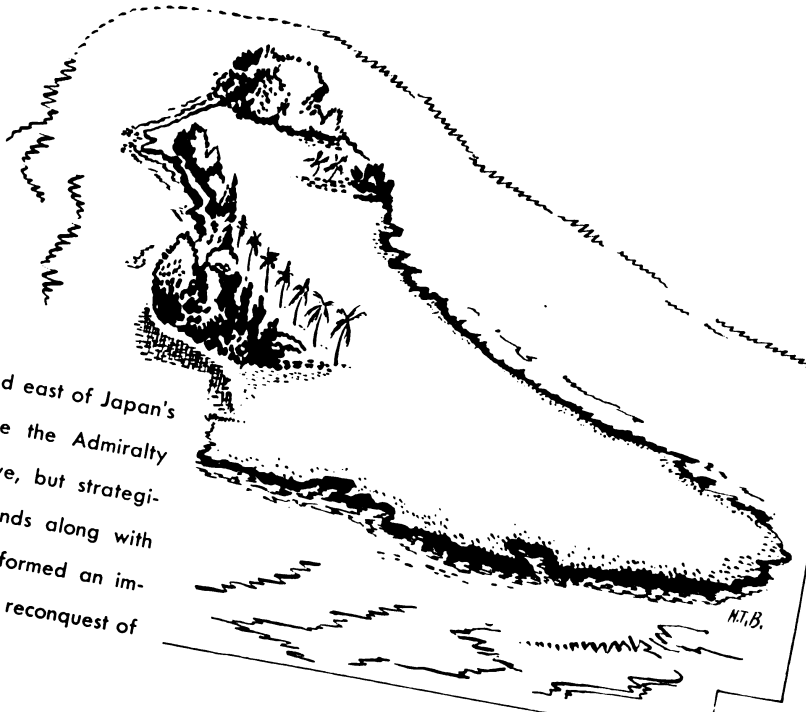 d east of Japan's
e the Admiralty
ve, but strategi-
nds along with
formed an im-
reconquest of
M.T.B.